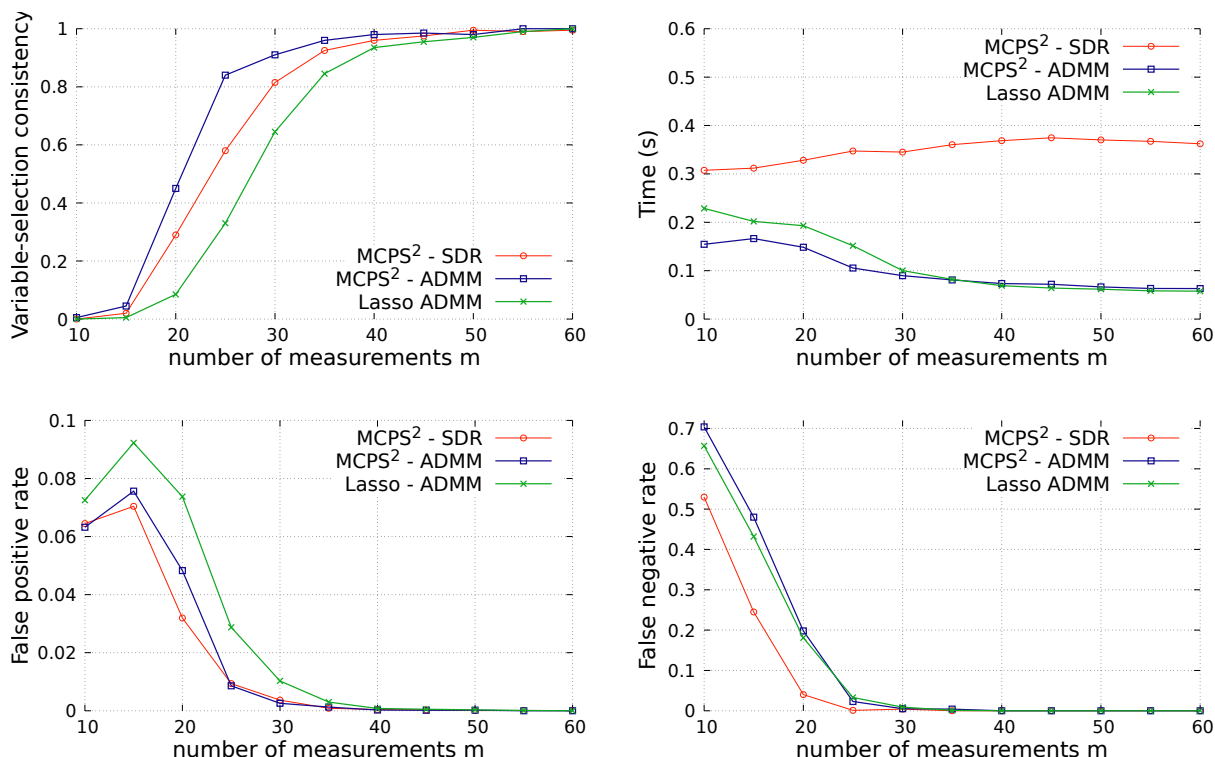 Variable-selection consistency
1
0.8
0.6
0.4
0.2
0
MCPS² - SDR
MCPS² - ADMM
Lasso ADMM
10 20 30 40 50 60
number of measurements m
Time (s)
0.6
0.5
0.4
0.3
0.2
0.1
0
MCPS² - SDR
MCPS² - ADMM
Lasso ADMM
10 20 30 40 50 60
number of measurements m
False positive rate
0.1
0.08
0.06
0.04
0.02
0
MCPS² - SDR
MCPS² - ADMM
Lasso - ADMM
10 20 30 40 50 60
number of measurements m
False negative rate
0.7
0.6
0.5
0.4
0.3
0.2
0.1
0
MCPS² - SDR
MCPS² - ADMM
Lasso ADMM
10 20 30 40 50 60
number of measurements m